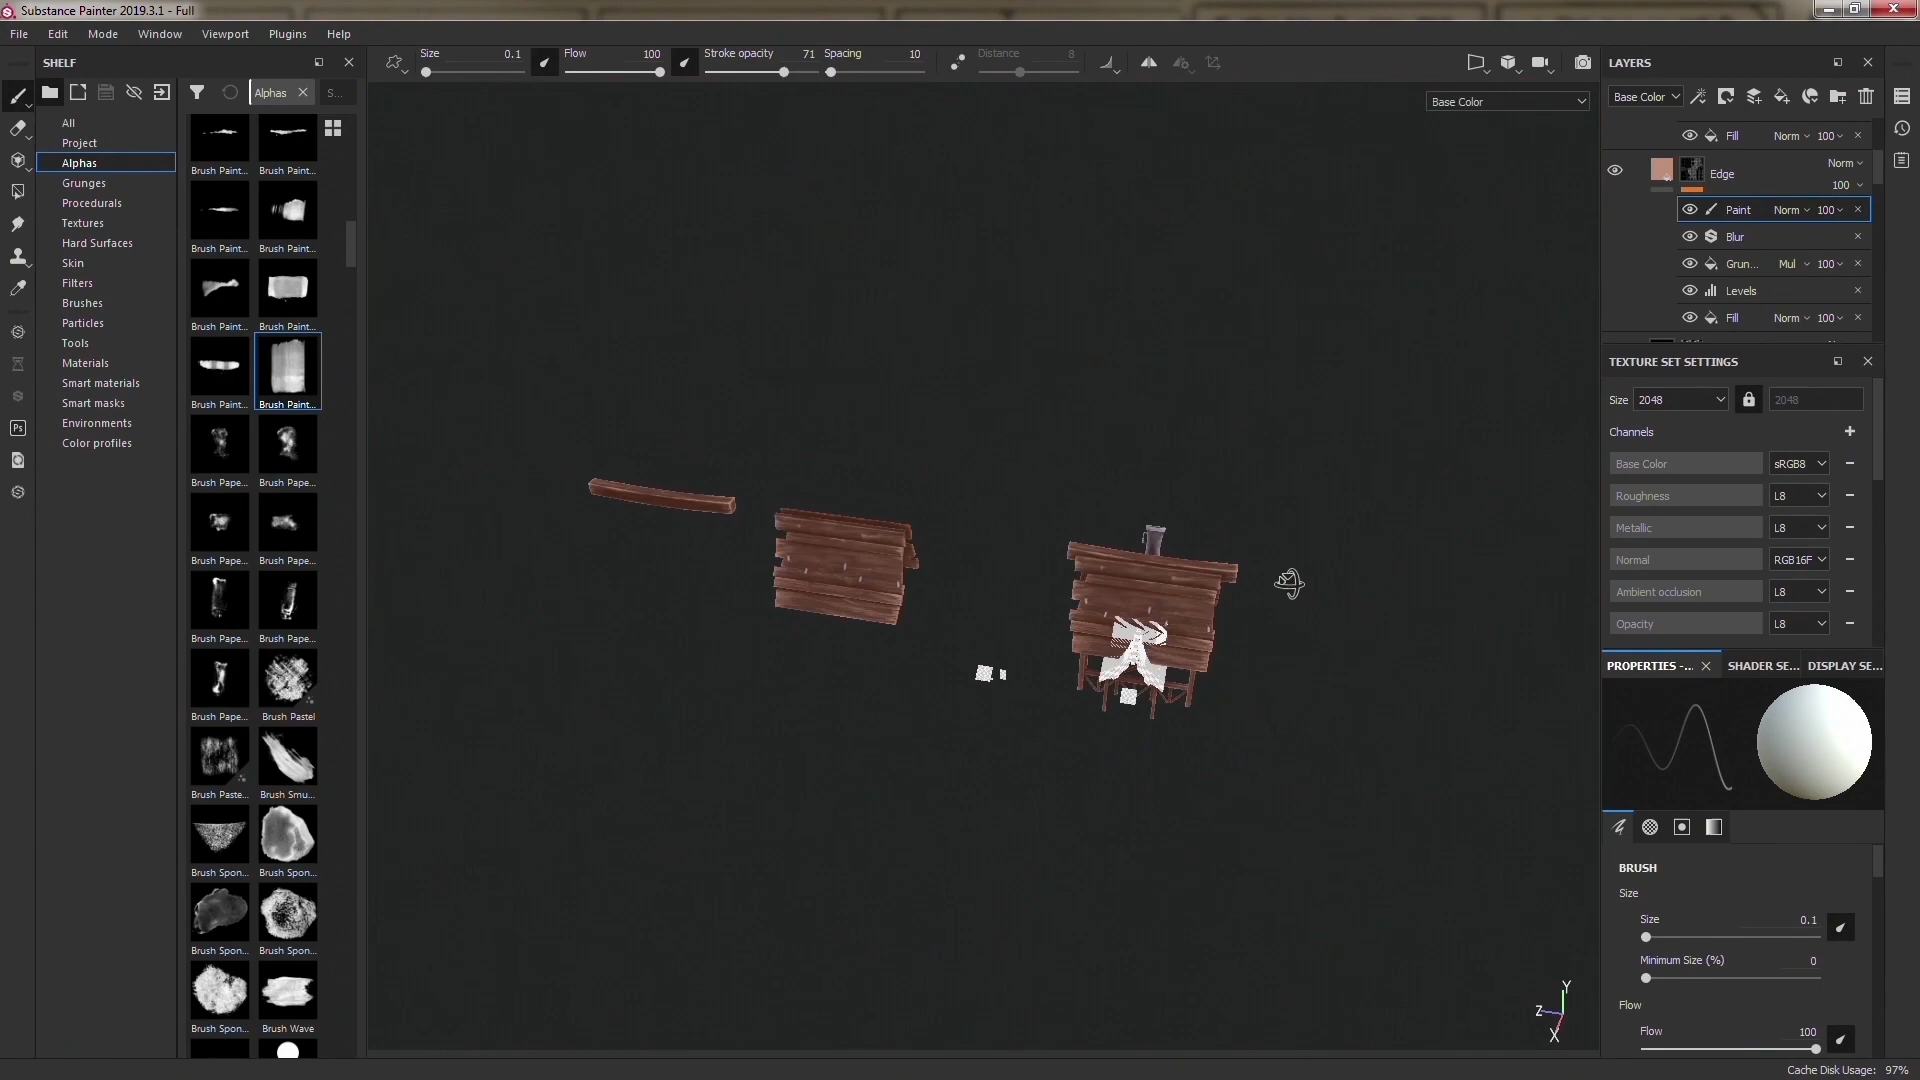 Substance Painter 2019.3.1 - Full
File Edit Mode Window Viewport Plugins Help
SHELF
Size 0.1
Flow 100
Stroke opacity 71
Spacing 10
Distance 8
LAYERS
Alphas
S...
Base Color
Base Color
All
Project
Alphas
Grunges
Procedurals
Textures
Hard Surfaces
Skin
Filters
Brushes
Particles
Tools
Materials
Smart materials
Smart masks
Environments
Color profiles
Ps
Brush Paint... Brush Paint...
Brush Paint... Brush Paint...
Brush Paint... Brush Paint...
Brush Paint... Brush Paint...
Brush Pape... Brush Pape...
Brush Pape... Brush Pape...
Brush Pape... Brush Pape...
Brush Pape... Brush Pastel
Brush Paste... Brush Smu...
Brush Spon... Brush Spon...
Brush Spon... Brush Spon...
Brush Spon... Brush Wave
Y
Z
X
Fill Norm 100
Edge Norm
100
Paint Norm 100
Blur
Grun... Mul 100
Levels
Fill Norm 100
TEXTURE SET SETTINGS
Size 2048 2048
Channels
Base Color sRGB8
Roughness L8
Metallic L8
Normal RGB16F
Ambient occlusion L8
Opacity L8
PROPERTIES -... SHADER SE... DISPLAY SE...
BRUSH
Size
Size 0.1
Minimum Size (%) 0
Flow
Flow 100
Cache Disk Usage: 97%